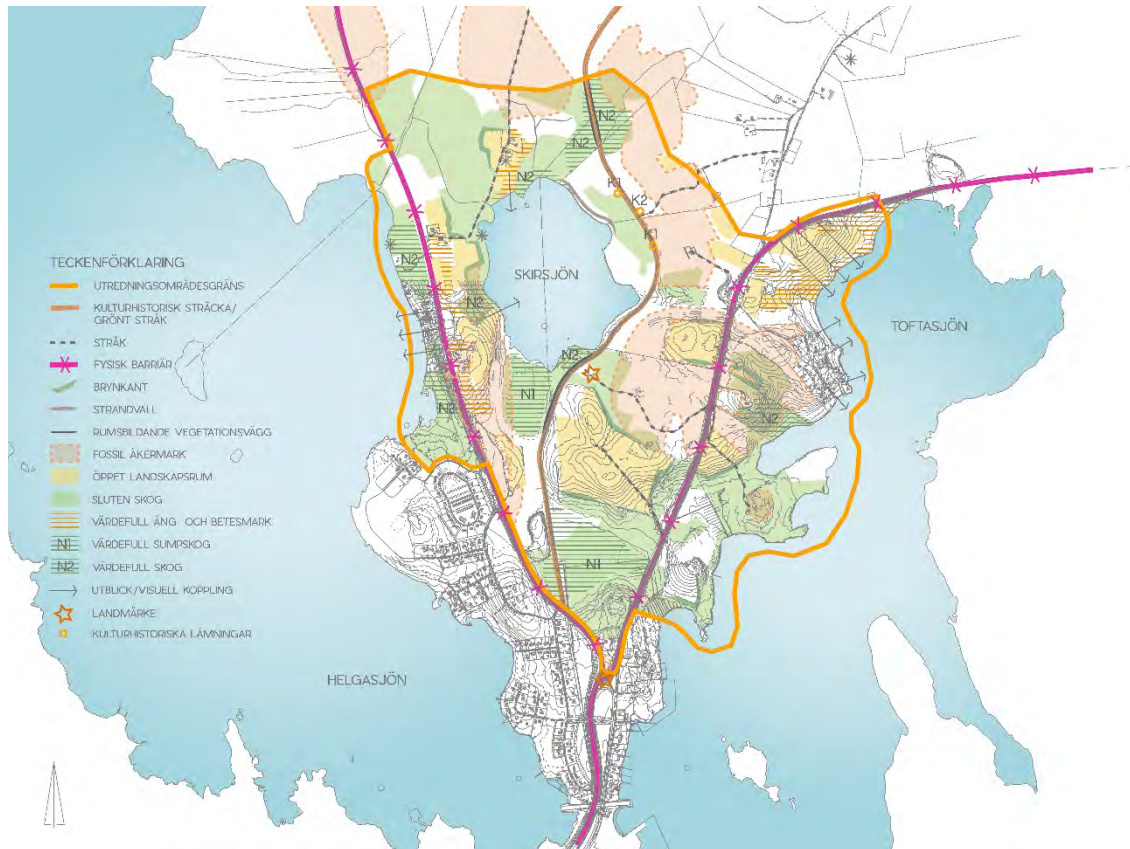 TECKENFÖRKLARING
UTREDNINGSOMRÅDESGRÄNS
KULTURHISTORISK STRÄCKA/
GRÖNT STRÅK
STRÅK
FYSISK BARRIÄR
BRYNKANT
STRANDVALL
RUMSBILDANDE VEGETATIONSVÄGG
FOSSIL ÅKERMARK
ÖPPET LANDSKAPSRUM
SLUTEN SKOG
VÄRDEFULL ÄNG OCH BETESMARK
N1 VÄRDEFULL SUMPSKOG
N2 VÄRDEFULL SKOG
UTBLICK/VISUELL KOPPLING
LANDMÄRKE
KULTURHISTORISKA LÄMNINGAR
N2
N2
N2
K1
K2
K1
N2
SKIRSJÖN
N2
TOFTASJÖN
N2
N1
N2
N2
N1
HELGASJÖN